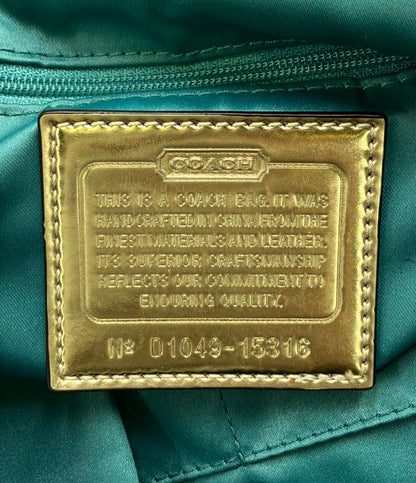 COACH
THIS IS A COACH BAG. IT WAS
HANDCRAFTED IN CHINA FROM THE
FINEST MATERIALS AND LEATHER.
ITS SUPERIOR CRAFTSMANSHIP
REFLECTS OUR COMMITMENT TO
ENDURING QUALITY.
Nº D1049-15316